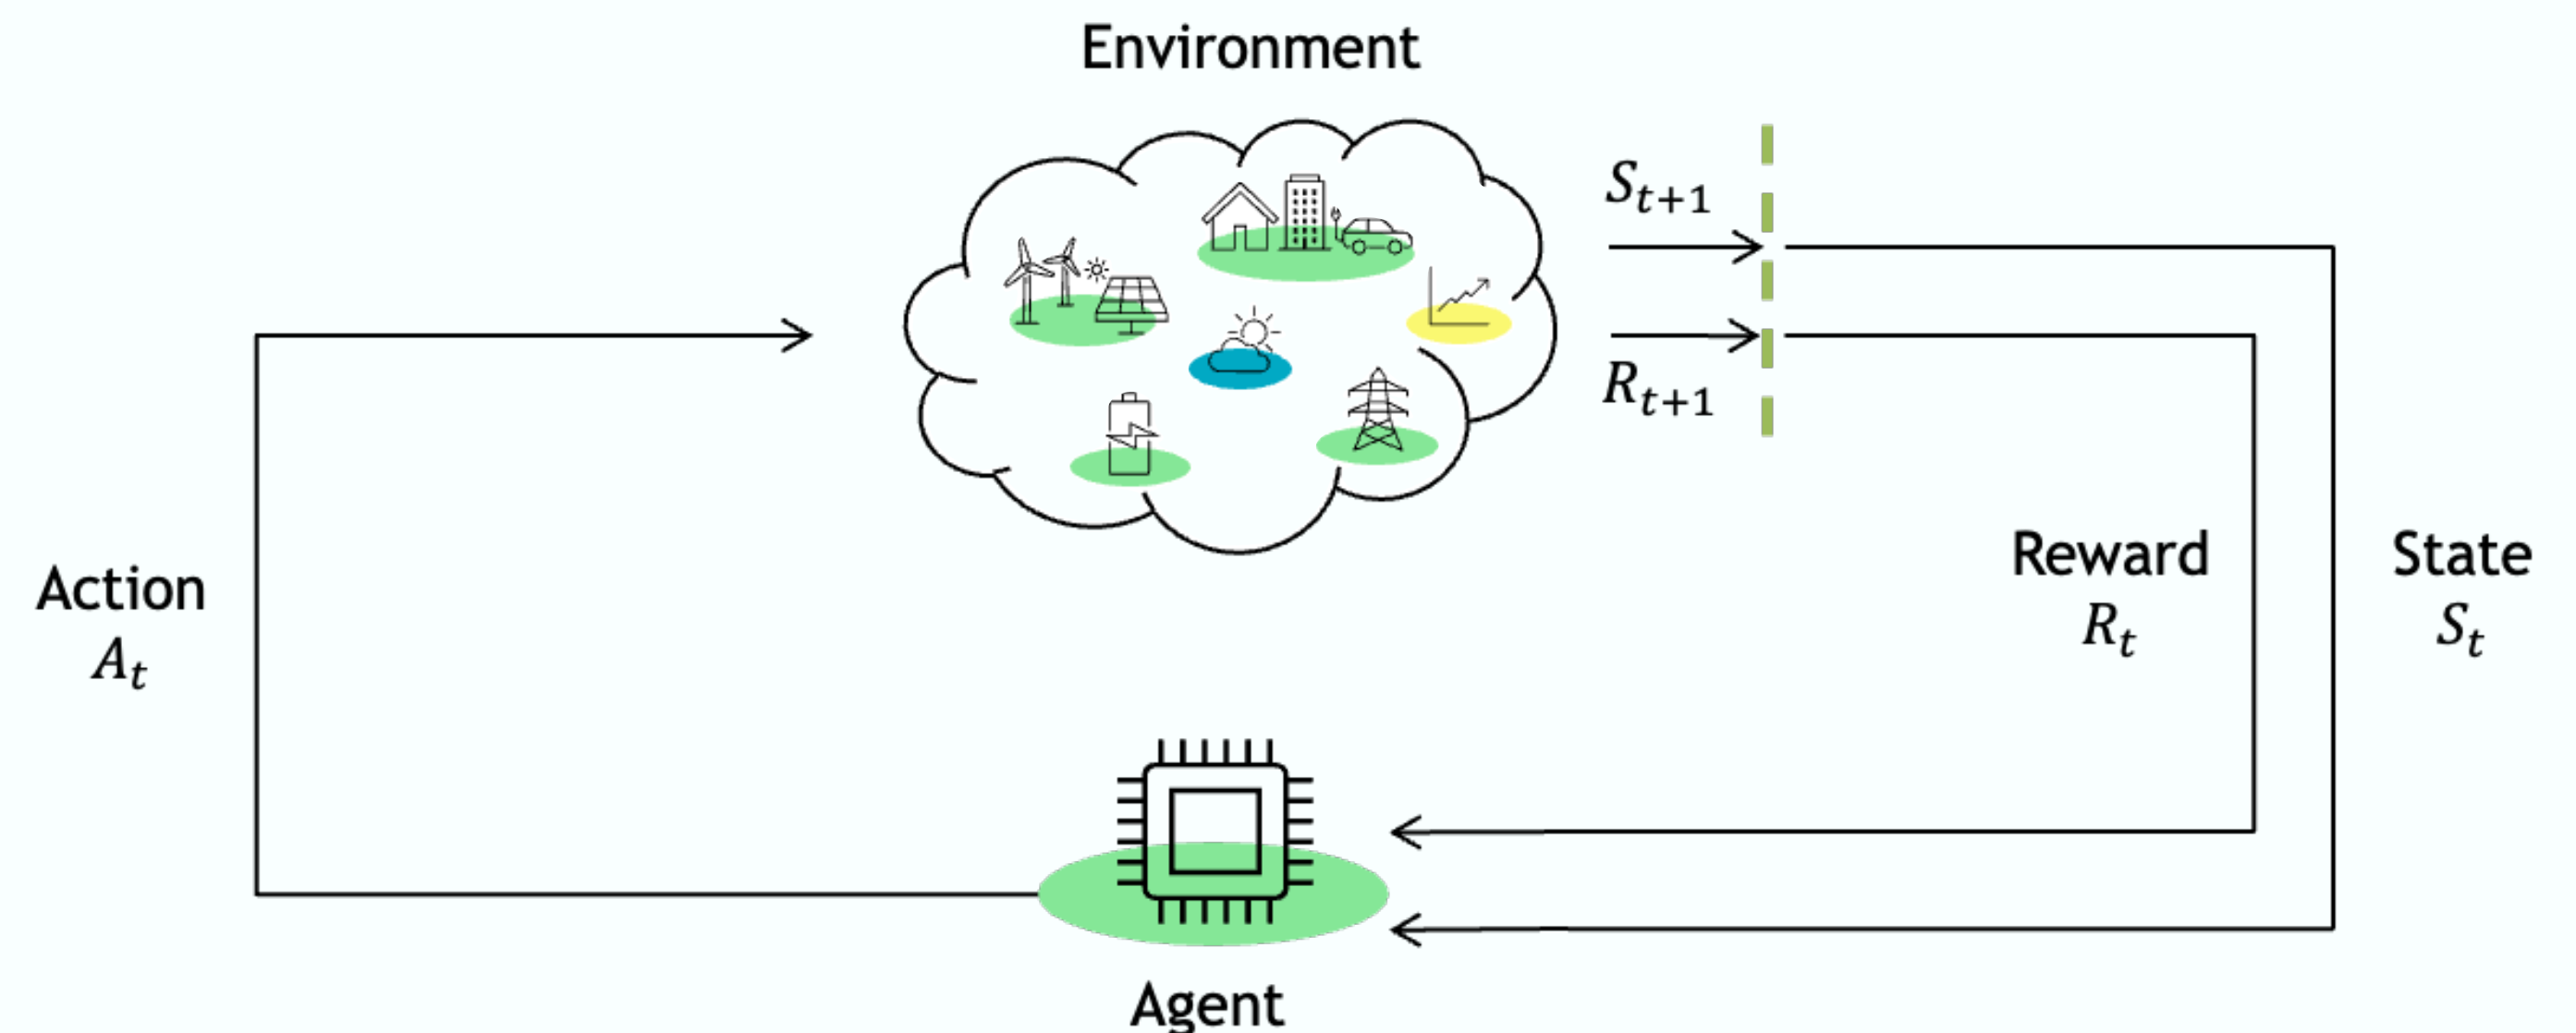 Environment
S_{t+1}
R_{t+1}
Action
A_t
Reward
R_t
State
S_t
Agent